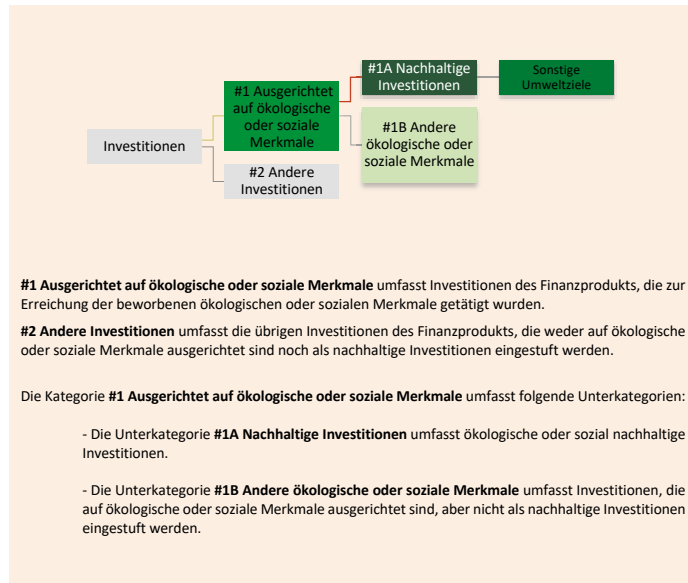 #1A Nachhaltige
Investitionen
Sonstige
Umweltziele
#1 Ausgerichtet
auf ökologische
oder soziale
Merkmale
#1B Andere
ökologische oder
soziale Merkmale
Investitionen
#2 Andere
Investitionen
#1 Ausgerichtet auf ökologische oder soziale Merkmale umfasst Investitionen des Finanzprodukts, die zur
Erreichung der beworbenen ökologischen oder sozialen Merkmale getätigt wurden.
#2 Andere Investitionen umfasst die übrigen Investitionen des Finanzprodukts, die weder auf ökologische
oder soziale Merkmale ausgerichtet sind noch als nachhaltige Investitionen eingestuft werden.
Die Kategorie #1 Ausgerichtet auf ökologische oder soziale Merkmale umfasst folgende Unterkategorien:
- Die Unterkategorie #1A Nachhaltige Investitionen umfasst ökologische oder sozial nachhaltige
Investitionen.
- Die Unterkategorie #1B Andere ökologische oder soziale Merkmale umfasst Investitionen, die
auf ökologische oder soziale Merkmale ausgerichtet sind, aber nicht als nachhaltige Investitionen
eingestuft werden.